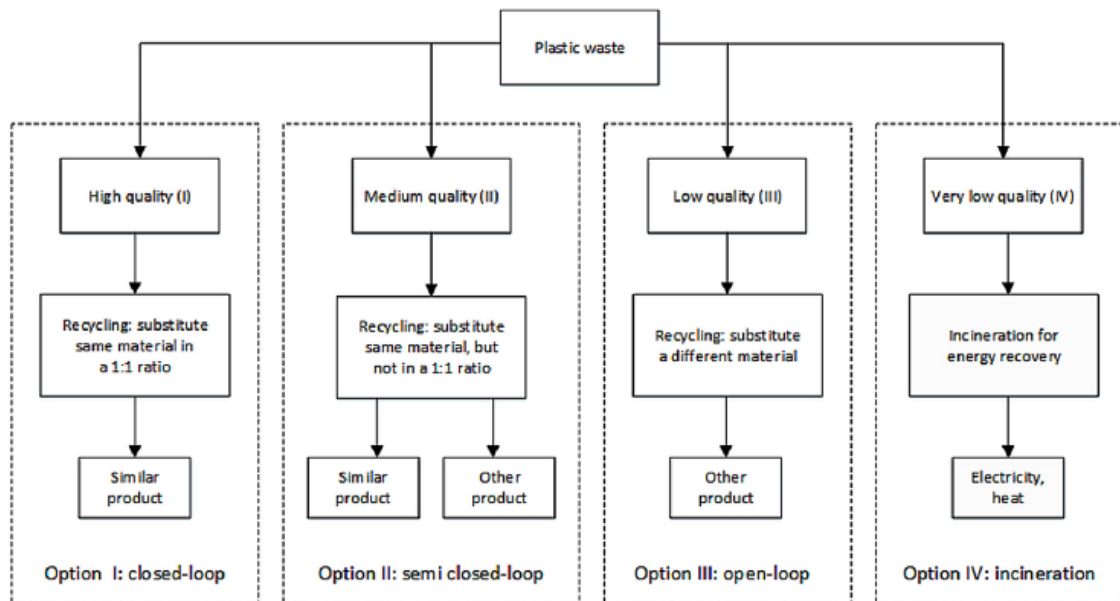 Plastic waste
High quality (I)
Medium quality (II)
Low quality (III)
Very low quality (IV)
Recycling: substitute
same material in
a 1:1 ratio
Recycling: substitute
same material, but
not in a 1:1 ratio
Recycling: substitute
a different material
Incineration for
energy recovery
Similar
product
Similar
product
Other
product
Other
product
Electricity,
heat
Option I: closed-loop
Option II: semi closed-loop
Option III: open-loop
Option IV: incineration